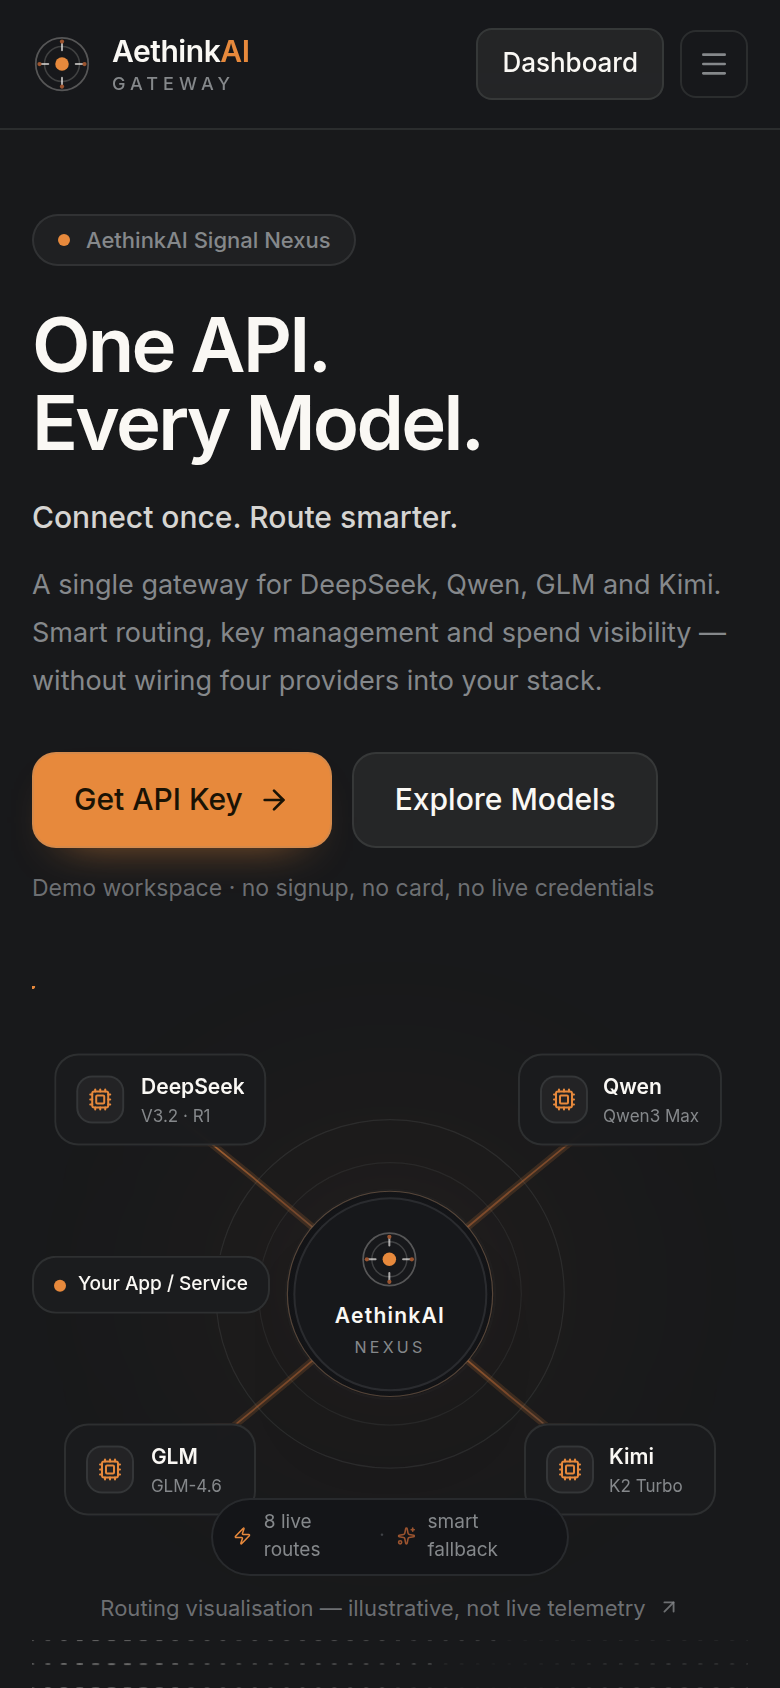 AethinkAI
GATEWAY
Dashboard
AethinkAI Signal Nexus
One API.
Every Model.
Connect once. Route smarter.
A single gateway for DeepSeek, Qwen, GLM and Kimi.
Smart routing, key management and spend visibility —
without wiring four providers into your stack.
Get API Key →
Explore Models
Demo workspace · no signup, no card, no live credentials
DeepSeek
V3.2 · R1
Qwen
Qwen3 Max
Your App / Service
AethinkAI
NEXUS
GLM
GLM-4.6
Kimi
K2 Turbo
8 live
routes
·
smart
fallback
Routing visualisation — illustrative, not live telemetry ↗